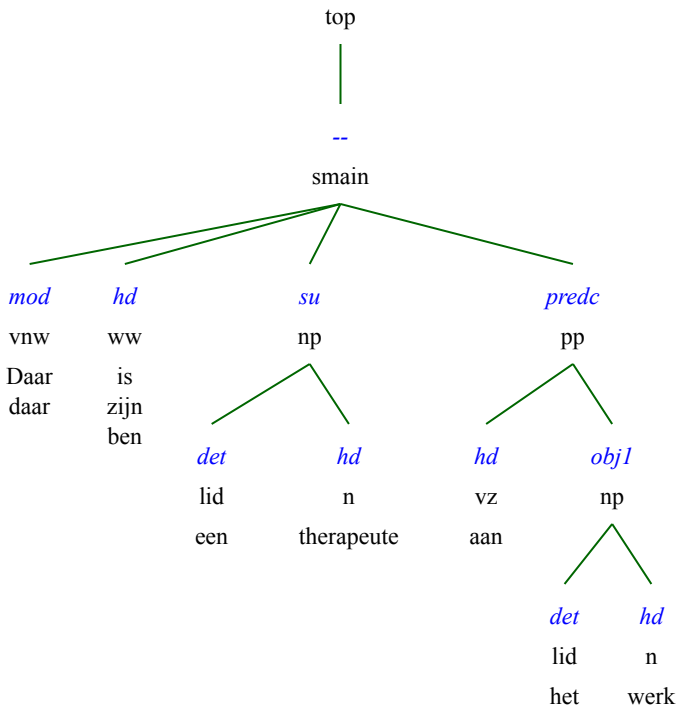 top
--
smain
mod hd su predc
vnw ww np pp
Daar is
daar zijn
ben
det hd hd obj1
lid n vz np
een therapeute aan
det hd
lid n
het werk